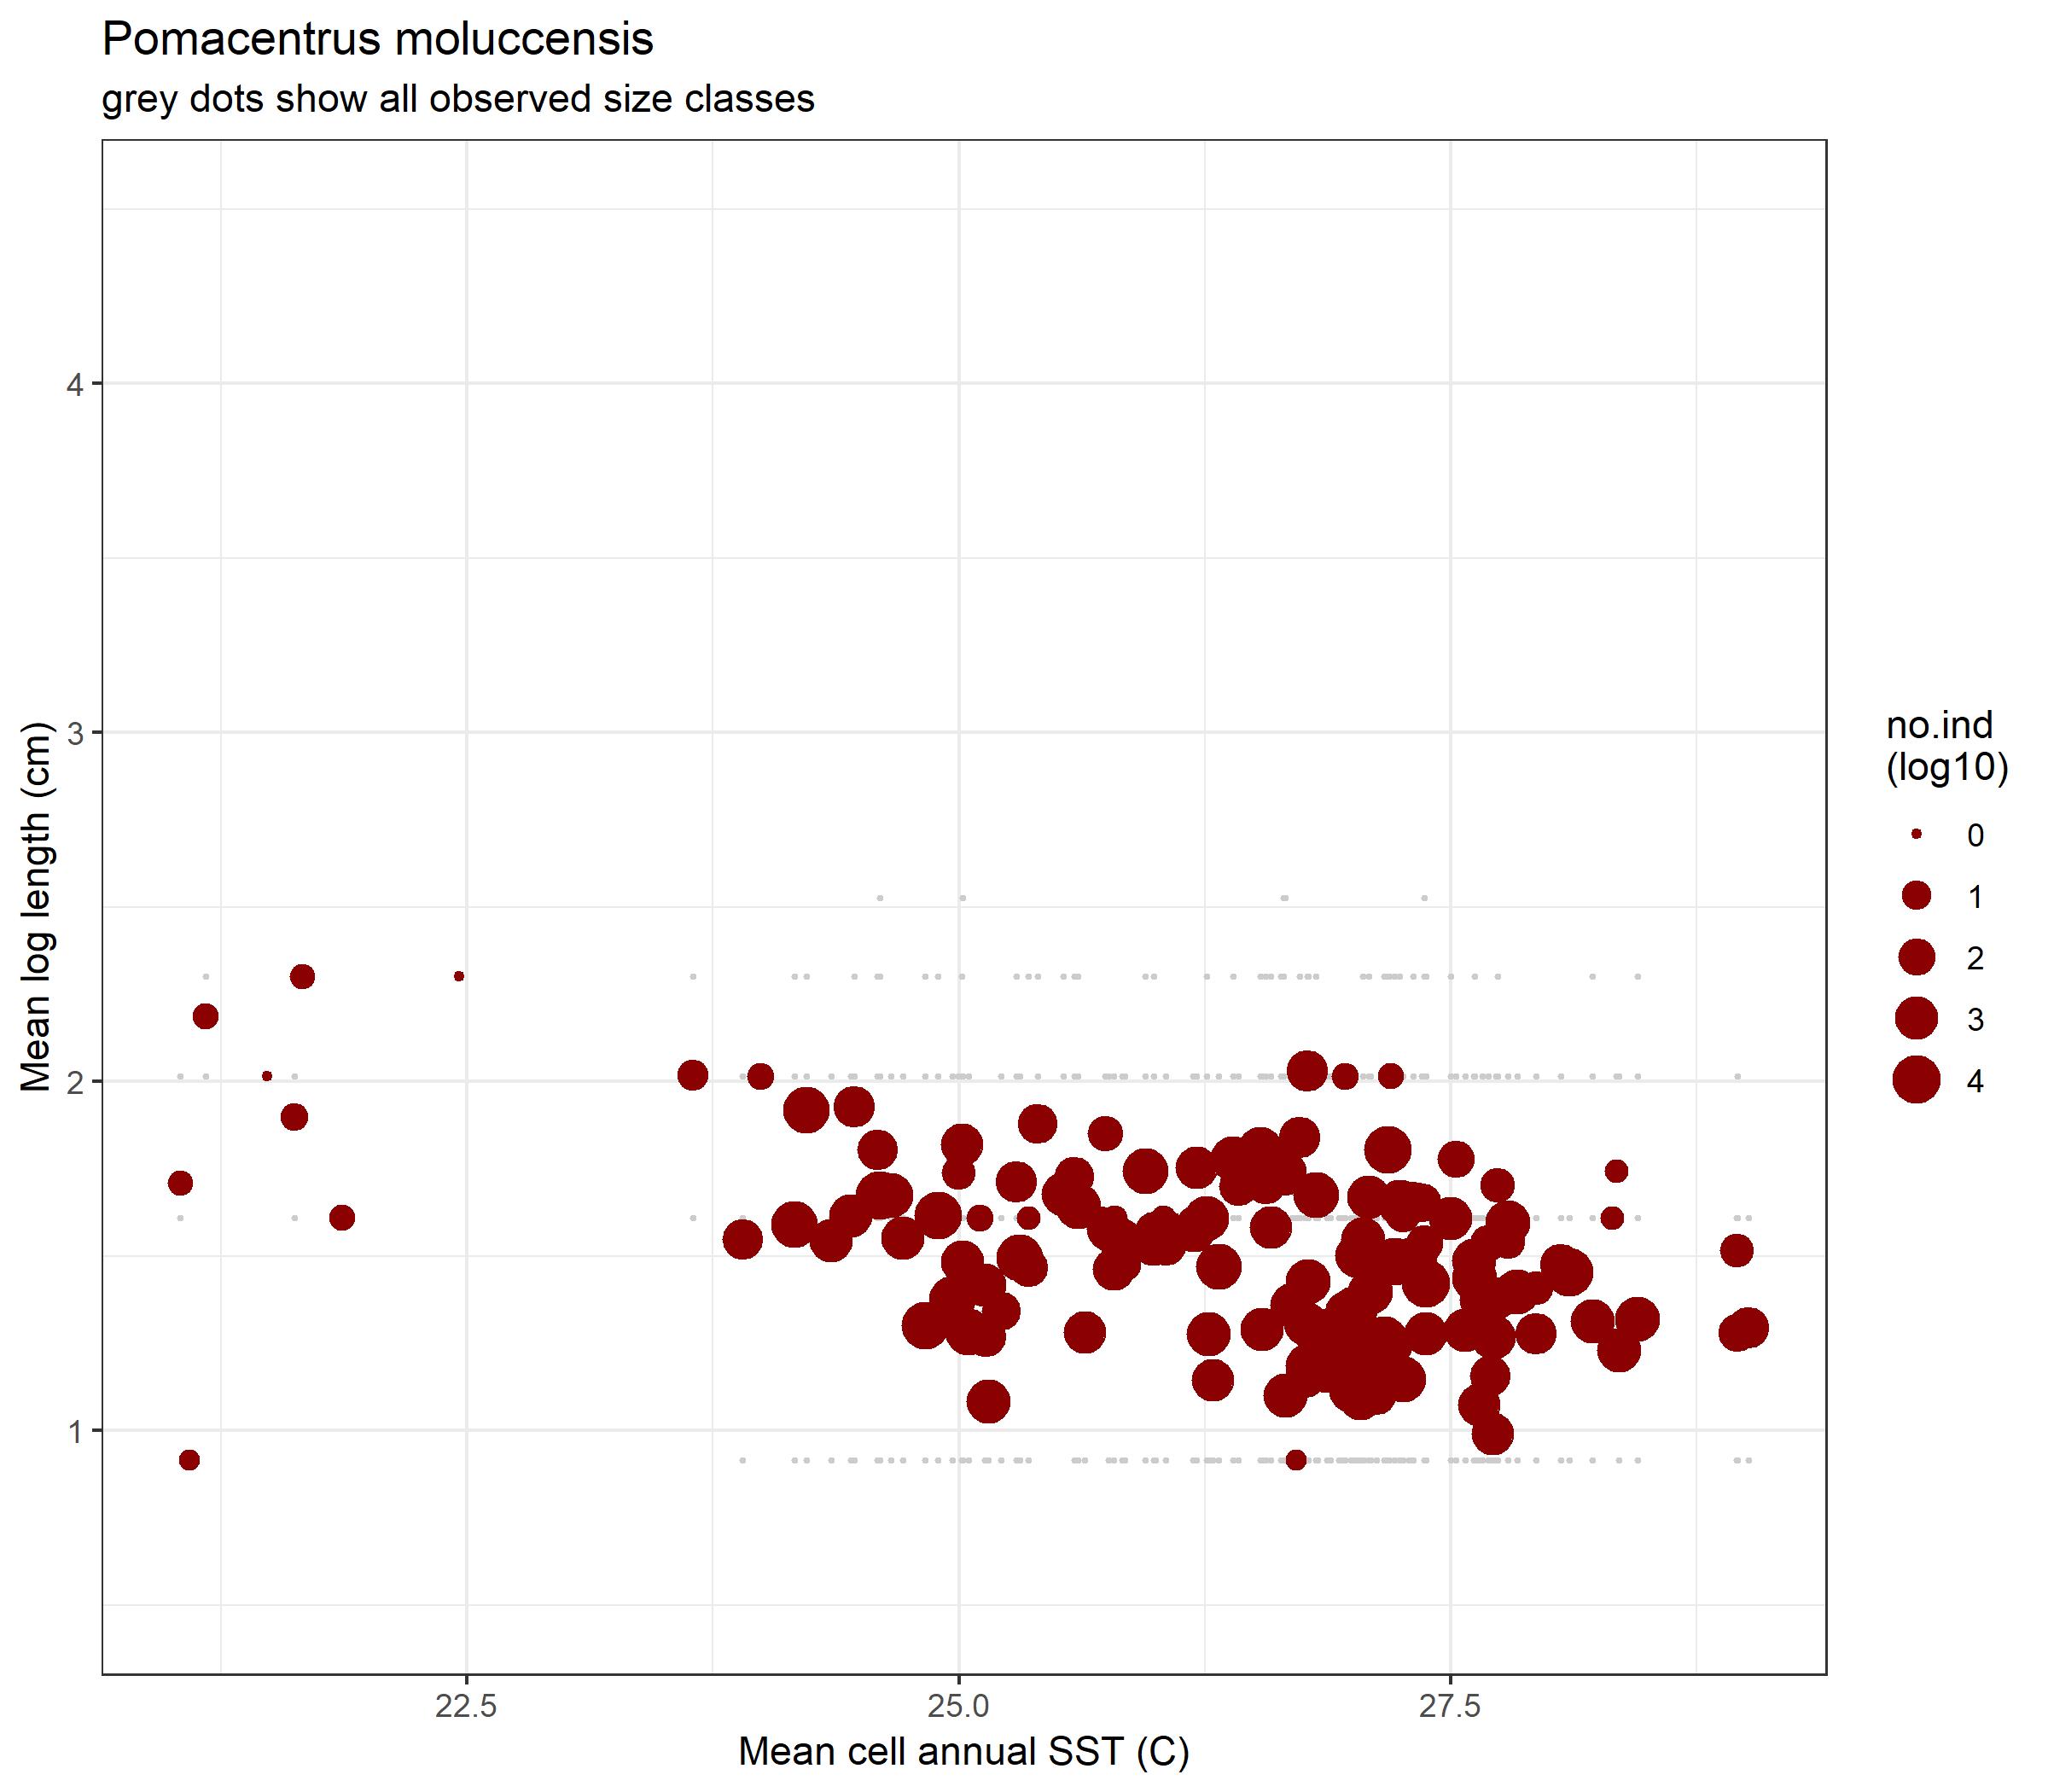 Pomacentrus moluccensis
grey dots show all observed size classes
Mean log length (cm)
4
3
2
1
22.5
25.0
27.5
Mean cell annual SST (C)
no.ind
(log10)
0
1
2
3
4